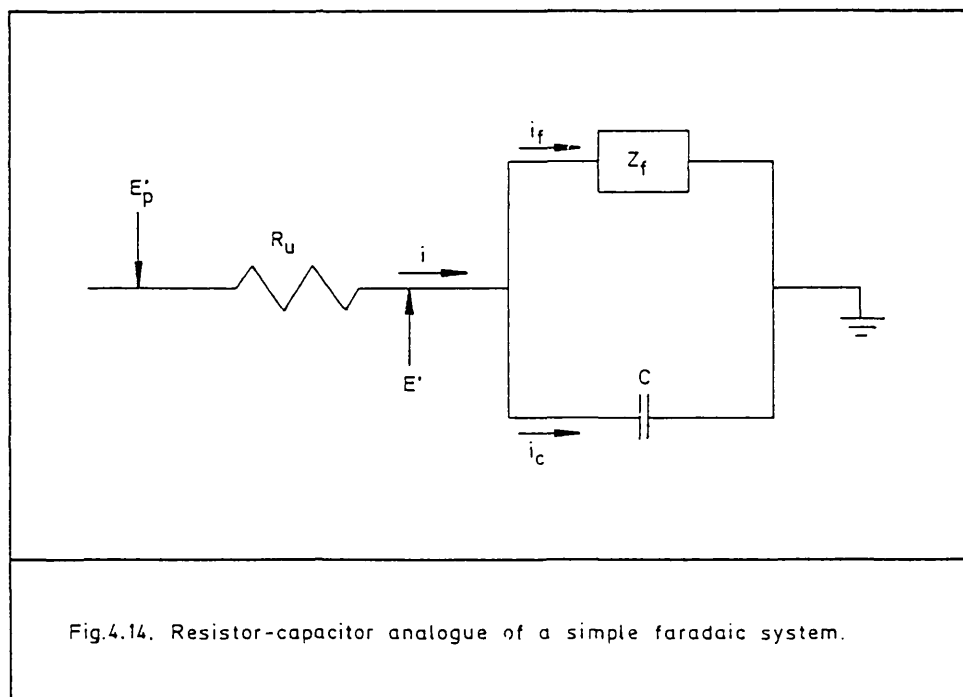 i_f
Z_f
E'_p
R_u
i
E'
C
i_c
Fig.4.14. Resistor-capacitor analogue of a simple faradaic system.